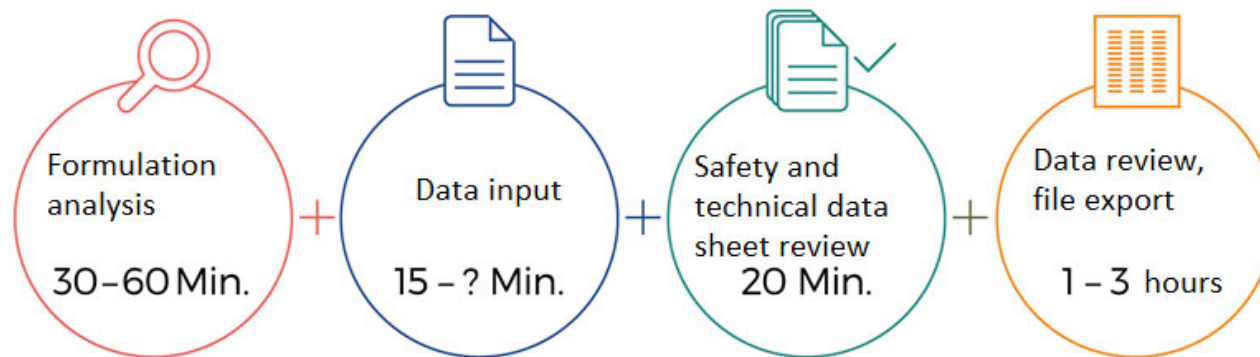 Formulation
analysis
30–60 Min.
+
Data input
15 – ? Min.
+
Safety and
technical data
sheet review
20 Min.
+
Data review,
file export
1 – 3 hours